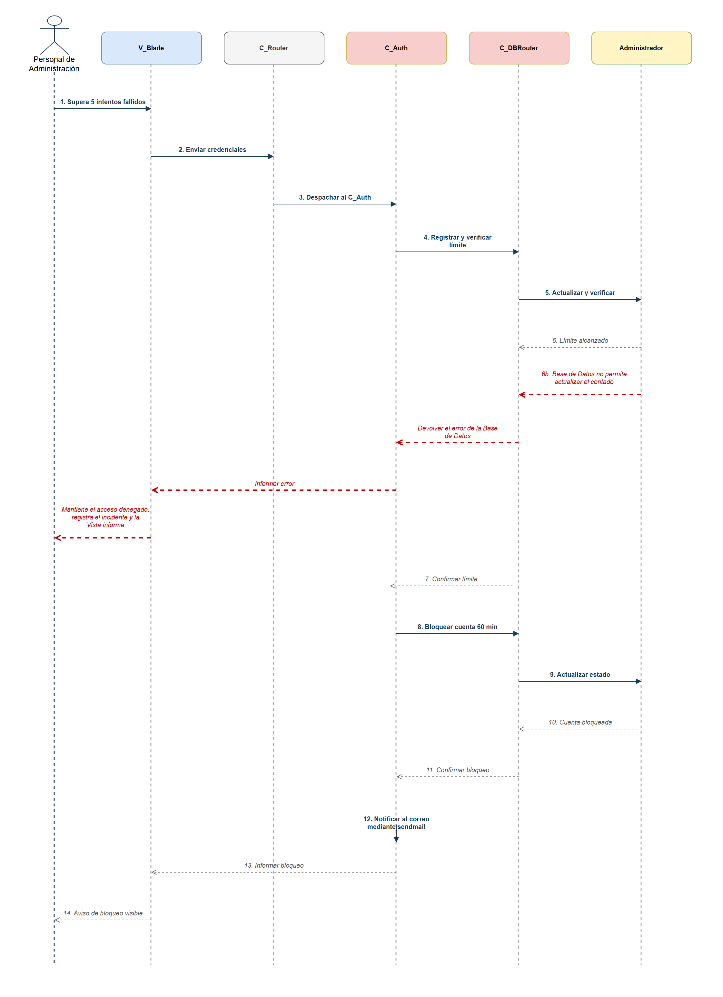 V_Blade
C_Router
C_Auth
C_DBRouter
Administrador
Personal de
Administración
1. Supera 5 intentos fallidos
2. Enviar credenciales
3. Despachar al C_Auth
4. Registrar y verificar
límite
5. Actualizar y verificar
6. Límite alcanzado
6b. Base de Datos no permite
actualizar el contado
Devolver el error de la Base
de Datos
Informar error
Mantiene el acceso denegado,
registra el incidente y la
Vista informa
7. Confirmar límite
8. Bloquear cuenta 60 min
9. Actualizar estado
10. Cuenta bloqueada
11. Confirmar bloqueo
12. Notificar al correo
mediante sendmail
13. Informar bloqueo
14. Aviso de bloqueo visible